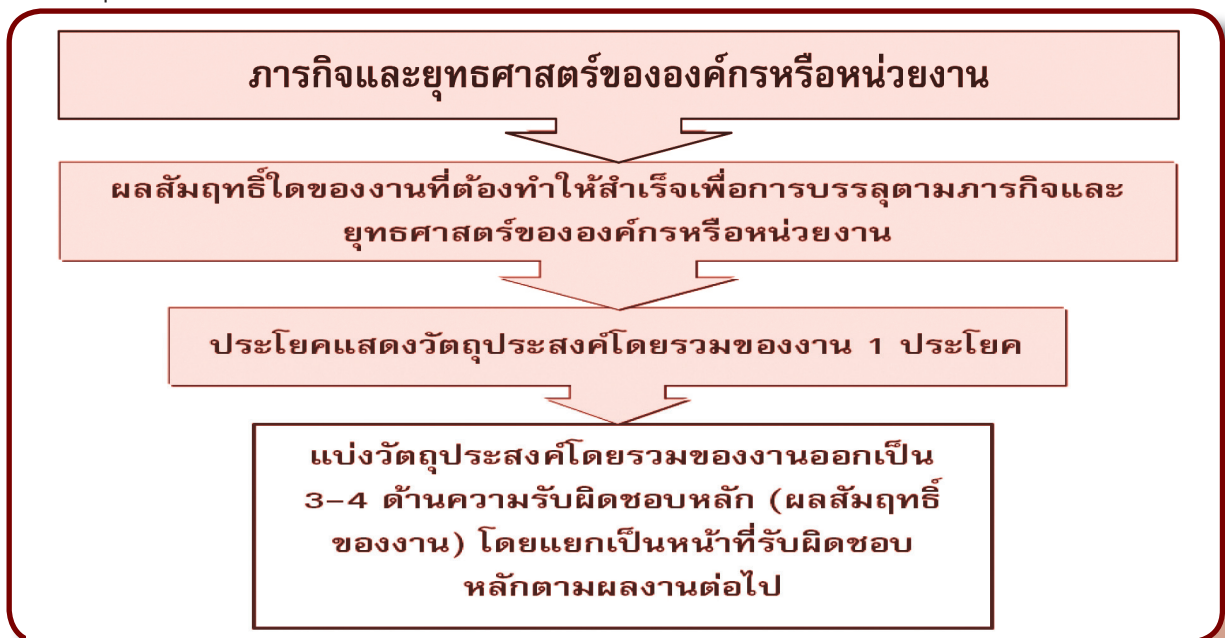 ภารกิจและยุทธศาสตร์ขององค์กรหรือหน่วยงาน
ผลสัมฤทธิ์ใดของงานที่ต้องทำให้สำเร็จเพื่อการบรรลุตามภารกิจและ
ยุทธศาสตร์ขององค์กรหรือหน่วยงาน
ประโยคแสดงวัตถุประสงค์โดยรวมของงาน 1 ประโยค
แบ่งวัตถุประสงค์โดยรวมของงานออกเป็น
3–4 ด้านความรับผิดชอบหลัก (ผลสัมฤทธิ์
ของงาน) โดยแยกเป็นหน้าที่รับผิดชอบ
หลักตามผลงานต่อไป